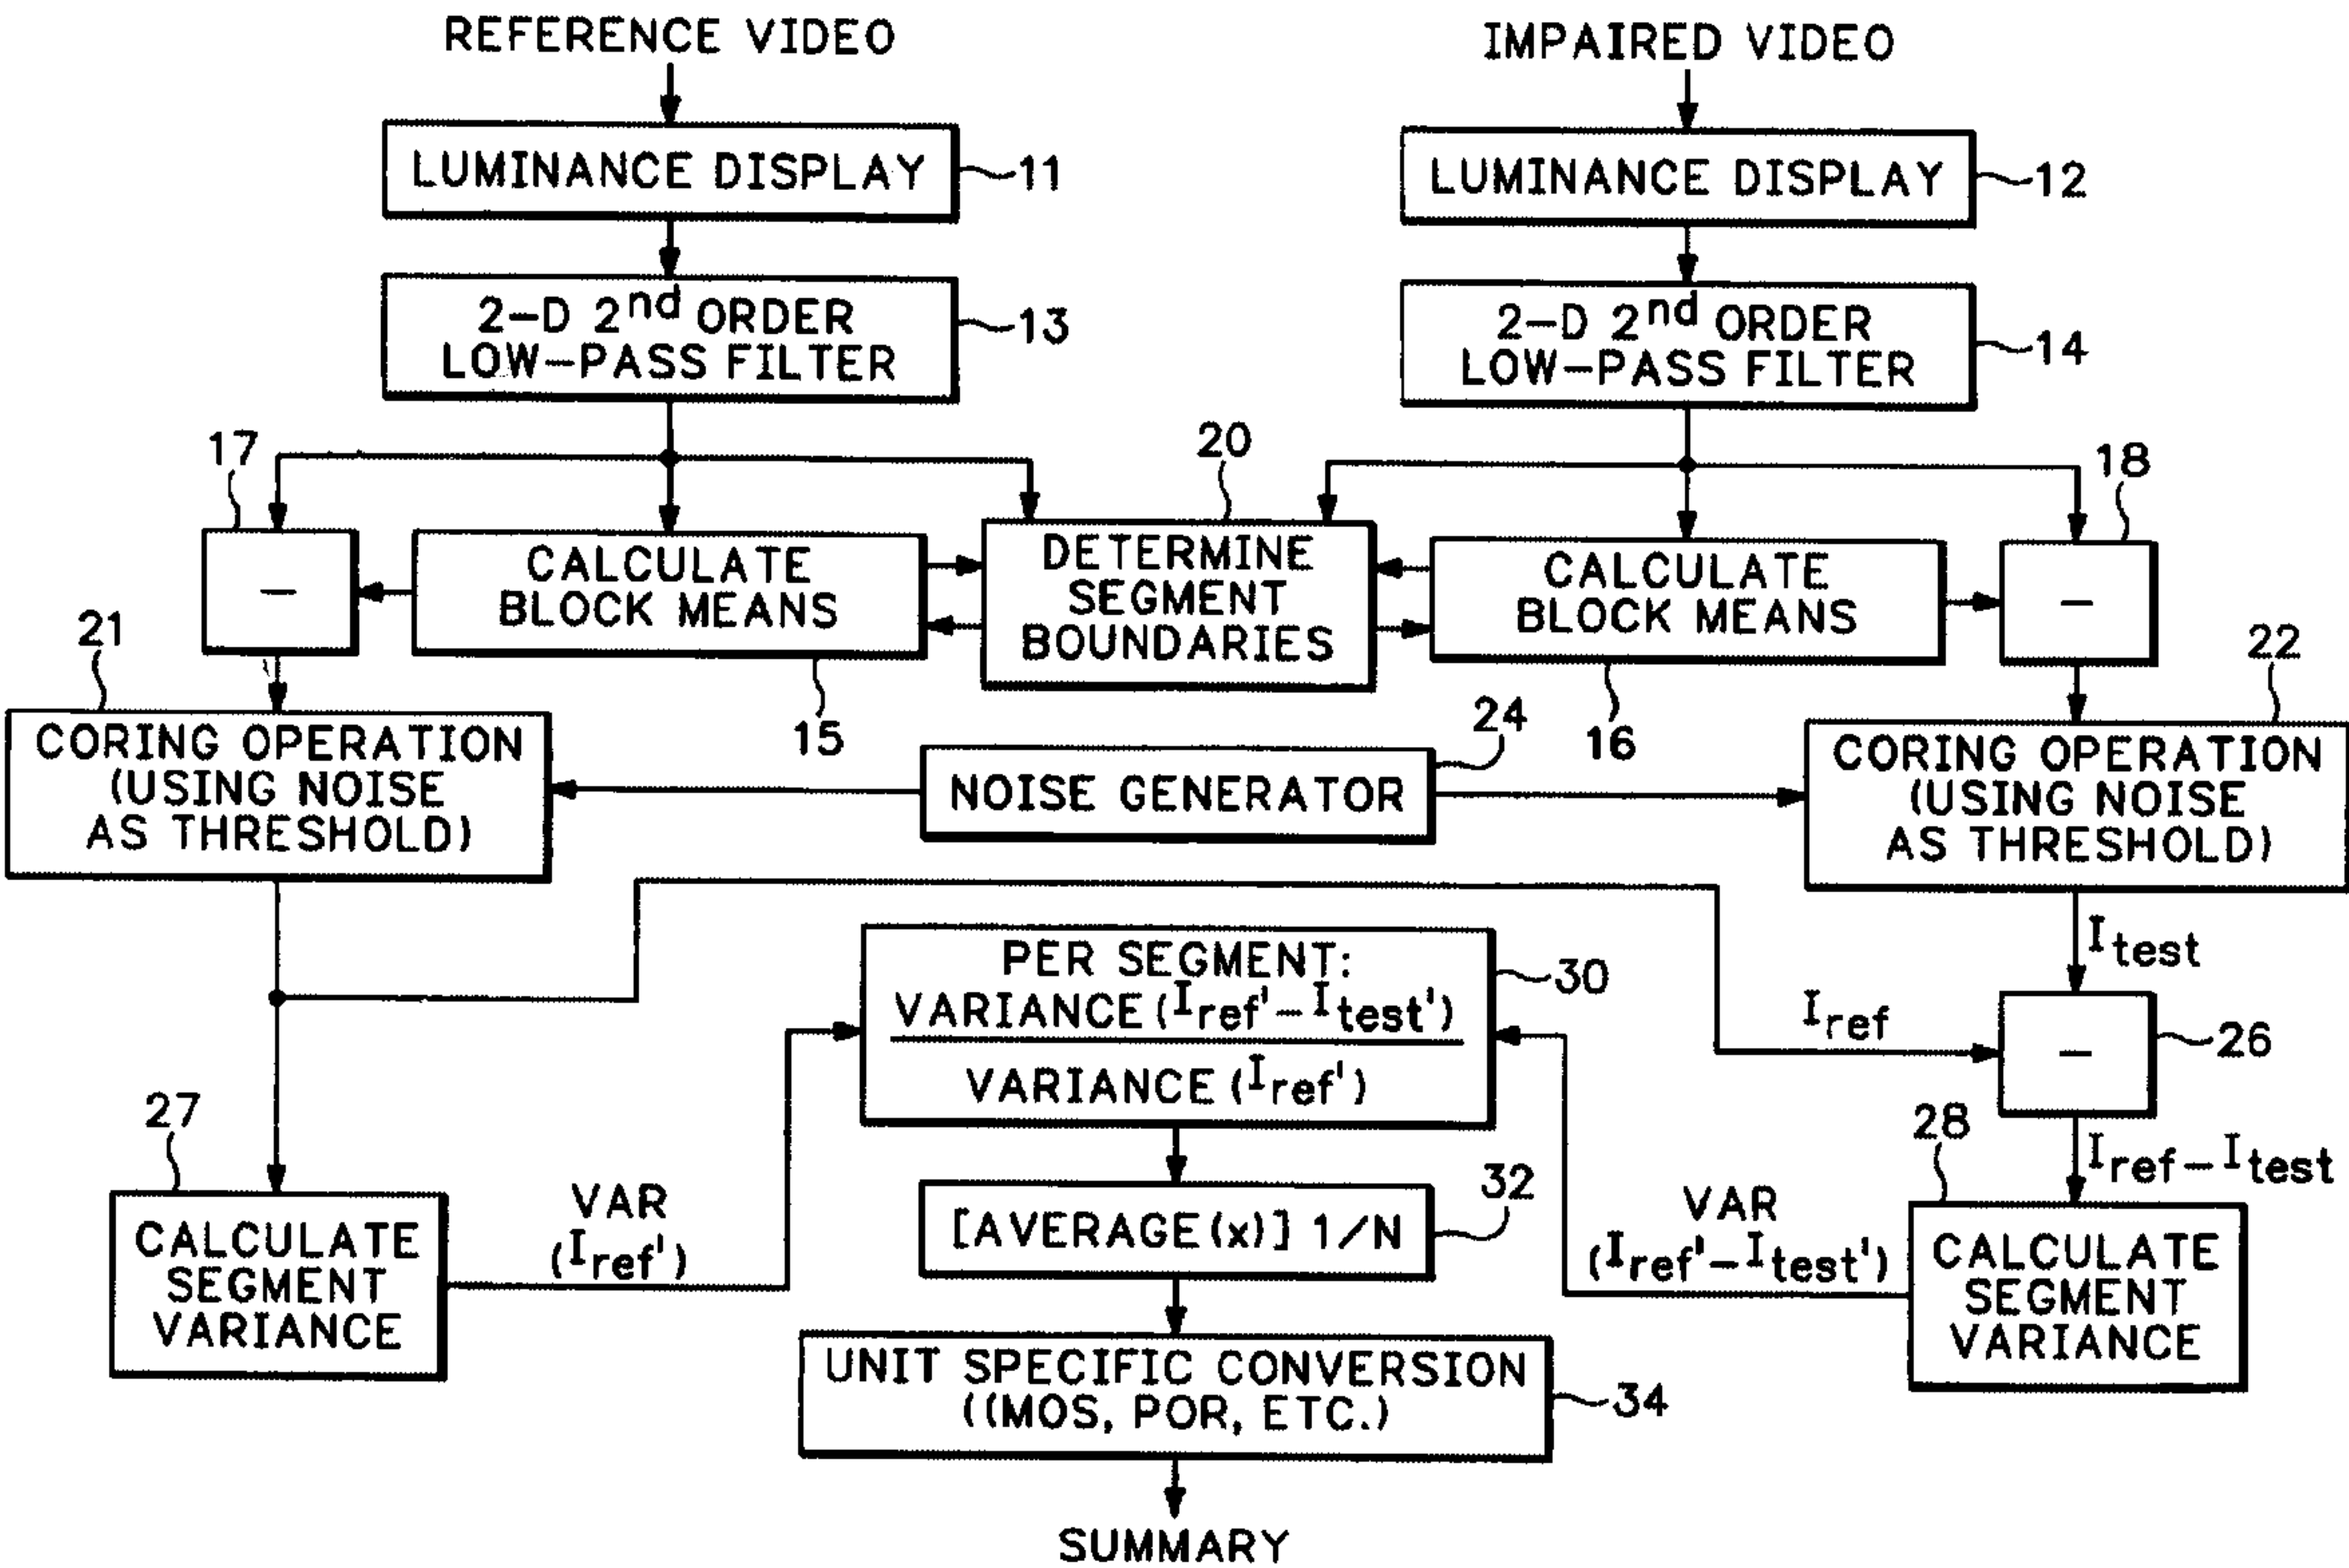 REFERENCE VIDEO
IMPAIRED VIDEO
LUMINANCE DISPLAY
11
LUMINANCE DISPLAY
12
2-D 2nd ORDER
LOW-PASS FILTER
13
2-D 2nd ORDER
LOW-PASS FILTER
14
17
20
18
–
CALCULATE
BLOCK MEANS
DETERMINE
SEGMENT
BOUNDARIES
CALCULATE
BLOCK MEANS
–
21
15
24
16
22
CORING OPERATION
(USING NOISE
AS THRESHOLD)
NOISE GENERATOR
CORING OPERATION
(USING NOISE
AS THRESHOLD)
Itest
PER SEGMENT:
VARIANCE (Iref'–Itest')
VARIANCE (Iref')
30
Iref
–
26
27
28
Iref–Itest
CALCULATE
SEGMENT
VARIANCE
VAR
(Iref')
[AVERAGE(x)] 1/N
32
VAR
(Iref'–Itest')
CALCULATE
SEGMENT
VARIANCE
UNIT SPECIFIC CONVERSION
((MOS, POR, ETC.)
34
SUMMARY